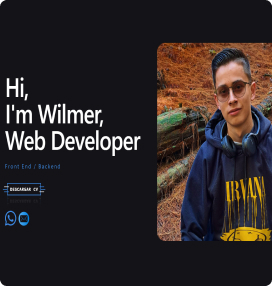 Hi,
I'm Wilmer,
Web Developer
Front End / Backend
DESCARGAR CV